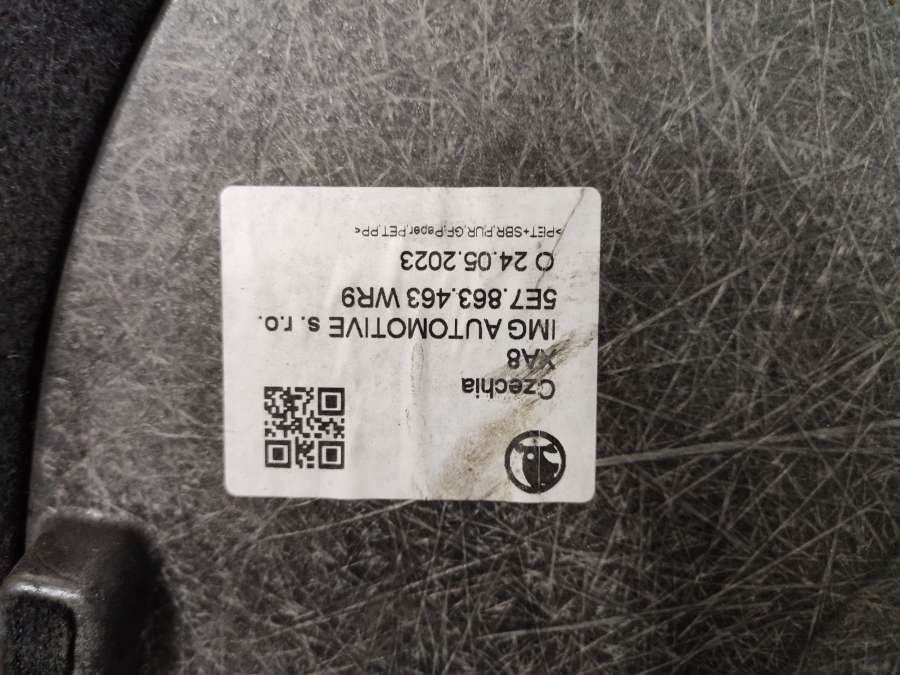 Czechia
XA8
IMG AUTOMOTIVE s. r.o.
5E7.863.463 WR9
O 24.05.2023
>PET+SBR,PUR,GF,Paper,PET,PP<